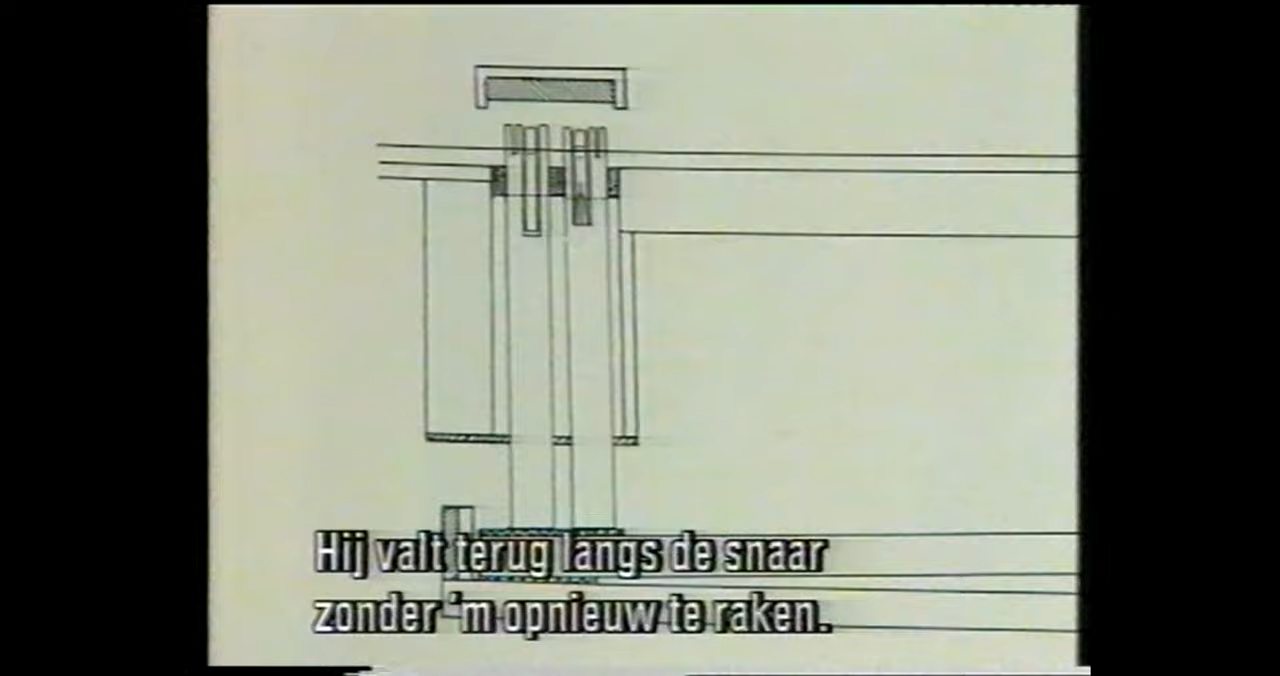 Hij valt terug langs de snaar
zonder 'm opnieuw te raken.